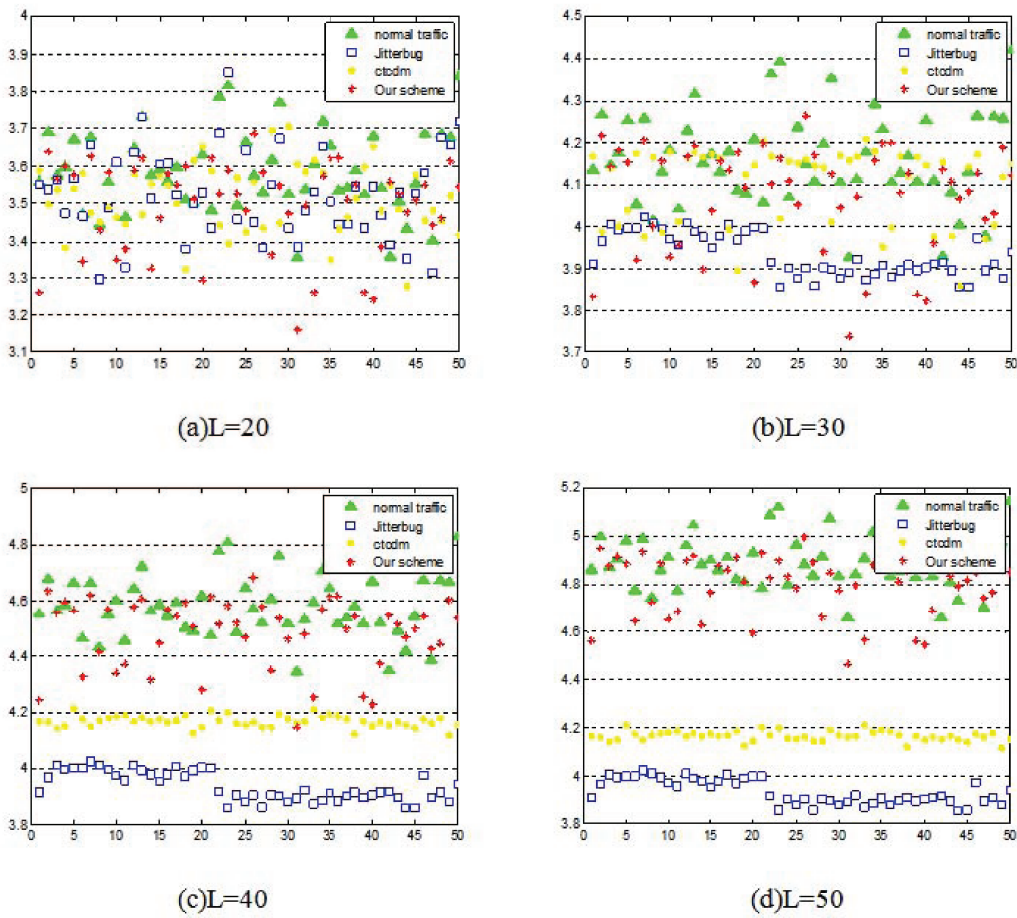 4.1
4
3.9
3.8
3.7
3.6
3.5
3.4
3.3
3.2
3.1
0 5 10 15 20 25 30 35 40 45 50
normal traffic
Jitterbug
ctcdm
Our scheme
(a)L=20
4.5
4.4
4.3
4.2
4.1
4
3.9
3.8
3.7
0 5 10 15 20 25 30 35 40 45 50
normal traffic
Jitterbug
ctcdm
Our scheme
(b)L=30
5
4.8
4.6
4.4
4.2
4
3.8
0 5 10 15 20 25 30 35 40 45 50
normal traffic
Jitterbug
ctcdm
Our scheme
(c)L=40
5.2
5
4.8
4.6
4.4
4.2
4
3.8
0 5 10 15 20 25 30 35 40 45 50
normal traffic
Jitterbug
ctcdm
Our scheme
(d)L=50